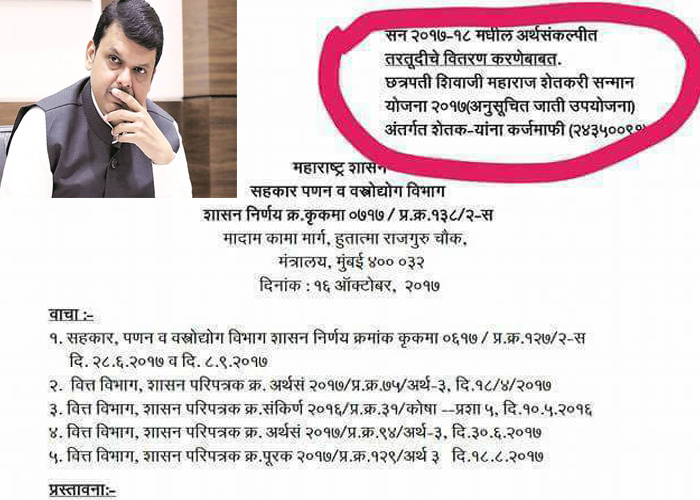 सन २०१७-१८ मधील अर्थसंकल्पीत
तरतूदीचे वितरण करणेबाबत.
छत्रपती शिवाजी महाराज शेतकरी सन्मान
योजना २०१७(अनुसूचित जाती उपयोजना)
अंतर्गत शेतक-यांना कर्जमाफी (२४३५००९१)
महाराष्ट्र शासन
सहकार पणन व वस्त्रोद्योग विभाग
शासन निर्णय क्र.कृकमा ०७१७ / प्र.क्र.१३८/२-स
मादाम कामा मार्ग, हुतात्मा राजगुरु चौक,
मंत्रालय, मुंबई ४०० ०३२
दिनांक : १६ ऑक्टोबर, २०१७
वाचा :-
१. सहकार, पणन व वस्त्रोद्योग विभाग शासन निर्णय क्रमांक कृकमा ०६१७ / प्र.क्र.१२७/२-स
दि. २८.६.२०१७ व दि. ८.९.२०१७
२. वित्त विभाग, शासन परिपत्रक क्र. अर्थसं २०१७/प्र.क्र.७५/अर्थ-३, दि.१८/४/२०१७
३. वित्त विभाग, शासन परिपत्रक क्र.संकिर्ण २०१६/प्र.क्र.३१/कोषा --प्रशा ५, दि.१०.५.२०१६
४. वित्त विभाग, शासन परिपत्रक क्र. अर्थसं २०१७/प्र.क्र.९४/अर्थ-३, दि.३०.६.२०१७
५. वित्त विभाग, शासन परिपत्रक क्र.पूरक २०१७/प्र.क्र.१२९/अर्थ ३ दि.१८.८.२०१७
प्रस्तावना:-